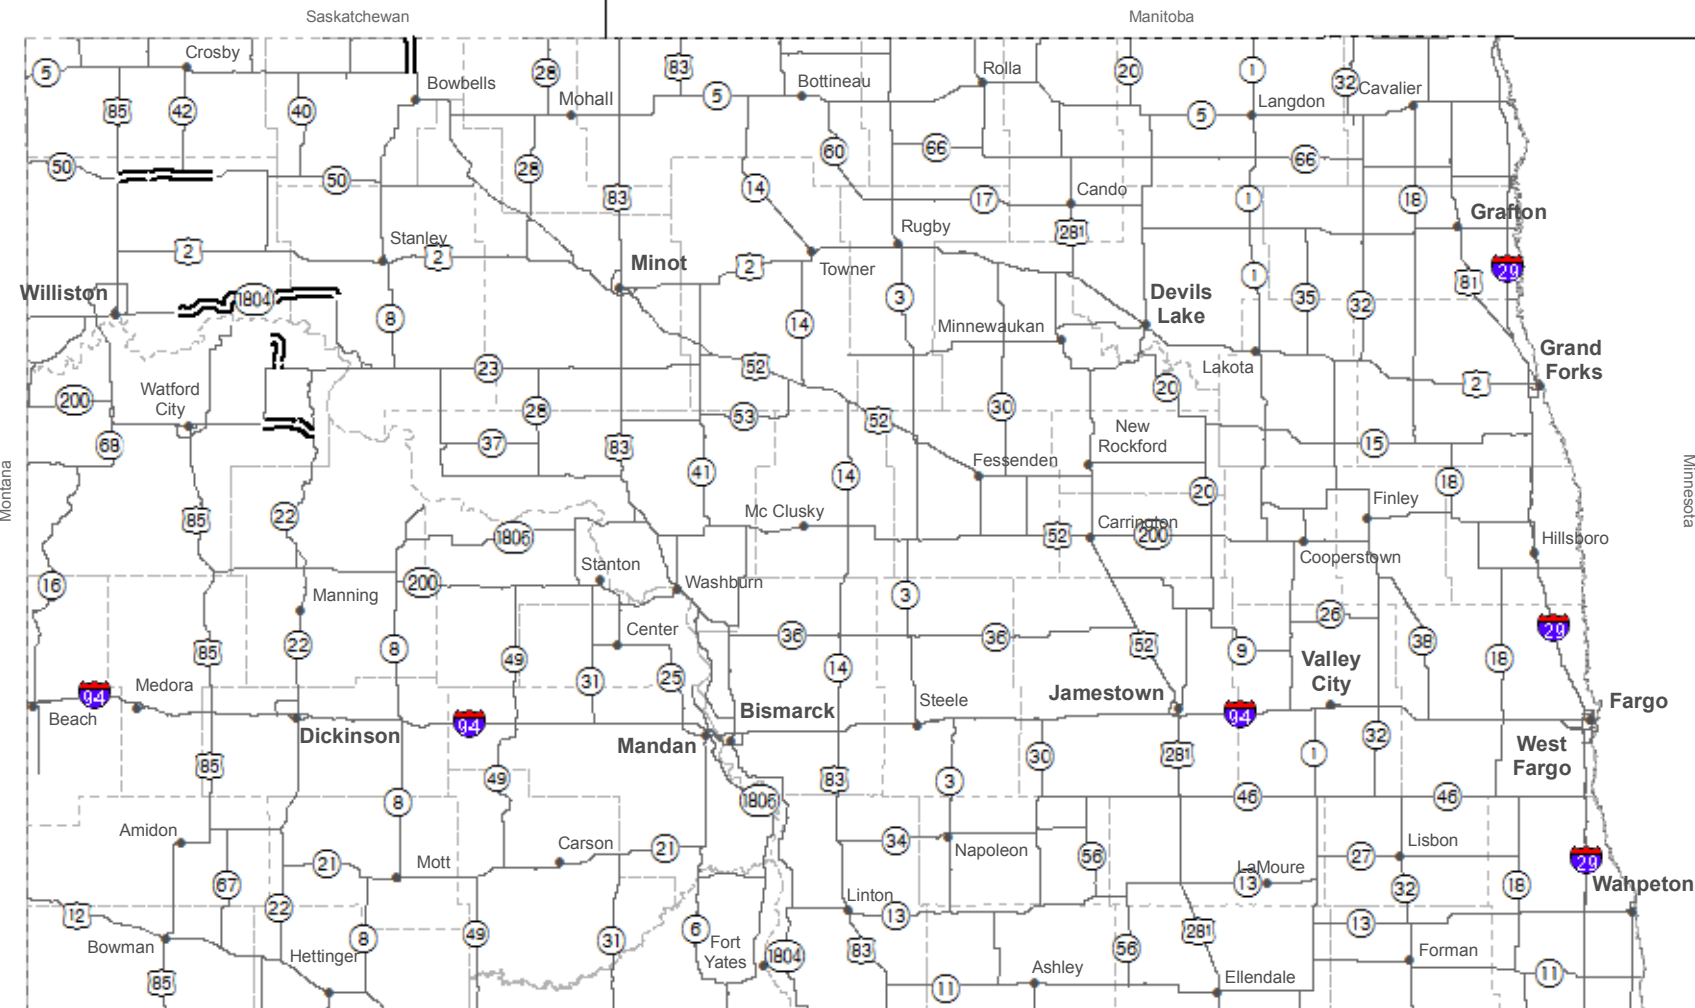 Saskatchewan
Manitoba
Crosby
5
85
42
40
Bowbells
28
Mohall
83
5
Bottineau
Rolla
20
1
32
Cavalier
5
Langdon
50
50
28
83
14
60
66
17
Cando
281
66
1
18
Grafton
29
81
2
Stanley
2
Minot
2
Towner
Rugby
3
Devils
Lake
1
35
32
Williston
1804
8
14
Minnewaukan
Lakota
20
Grand
Forks
2
200
Watford
City
23
52
28
53
52
30
New
Rockford
15
68
37
83
41
14
Fessenden
20
18
Finley
Montana
Minnesota
85
22
1806
Mc Clusky
52
Carrington
200
Cooperstown
Hillsboro
16
Manning
200
Stanton
Washburn
3
26
29
85
22
8
49
Center
31
25
36
14
36
52
9
38
18
Valley
City
94
Medora
Beach
Dickinson
94
Mandan
Bismarck
Steele
Jamestown
94
Fargo
West
Fargo
85
49
83
3
30
281
1
32
8
1806
46
46
Amidon
21
Mott
Carson
21
34
Napoleon
56
LaMoure
13
27
Lisbon
29
67
22
32
18
Wahpeton
12
Bowman
85
Hettinger
8
49
31
6
Fort
Yates
1804
Linton
13
83
56
281
13
Forman
11
Ashley
Ellendale
11